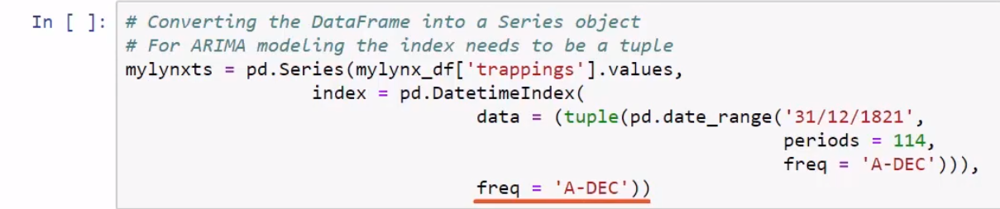 In [ ]: # Converting the DataFrame into a Series object
# For ARIMA modeling the index needs to be a tuple
mylynxts = pd.Series(mylynx_df['trappings'].values,
index = pd.DatetimeIndex(
data = (tuple(pd.date_range('31/12/1821',
periods = 114,
freq = 'A-DEC'))),
freq = 'A-DEC'))